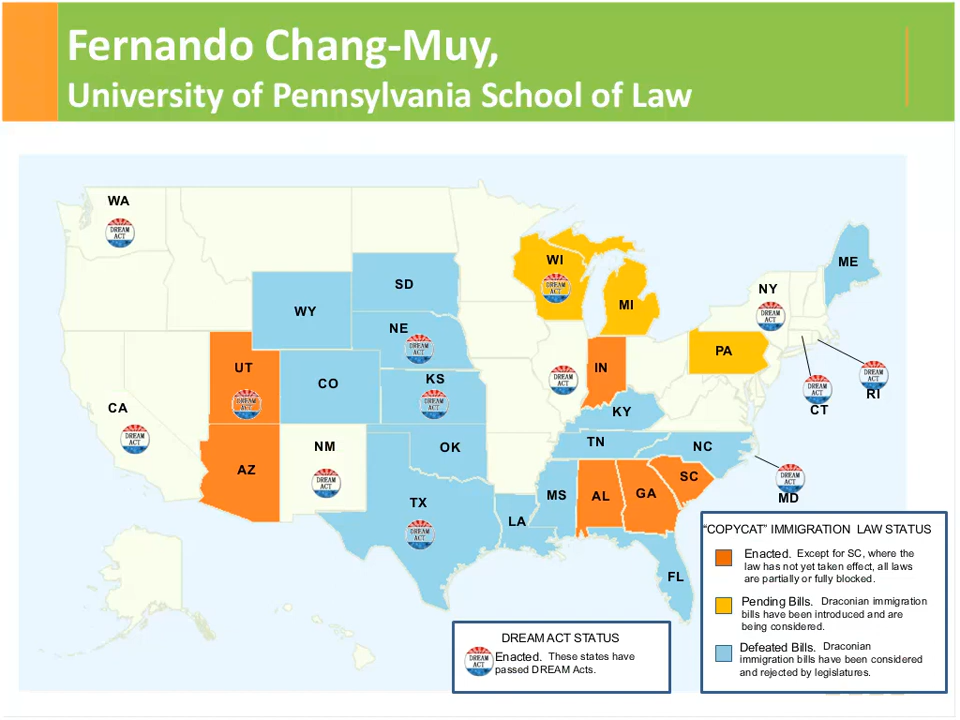 Fernando Chang-Muy,
University of Pennsylvania School of Law
WA
DREAM
ACT
ME
WI
DREAM
ACT
SD
NY
DREAM
ACT
MI
WY
NE
DREAM
ACT
PA
UT
DREAM
ACT
CO
KS
DREAM
ACT
DREAM
ACT
IN
DREAM
ACT
RI
DREAM
ACT
CT
CA
DREAM
ACT
KY
NM
DREAM
ACT
OK
TN
NC
AZ
SC
DREAM
ACT
MD
TX
DREAM
ACT
MS
AL
GA
LA
FL
"COPYCAT" IMMIGRATION LAW STATUS
Enacted. Except for SC, where the
law has not yet taken effect, all laws
are partially or fully blocked.
Pending Bills. Draconian immigration
bills have been introduced and are
being considered.
Defeated Bills. Draconian
immigration bills have been considered
and rejected by legislatures.
DREAM ACT STATUS
DREAM
ACT
Enacted. These states have
passed DREAM Acts.